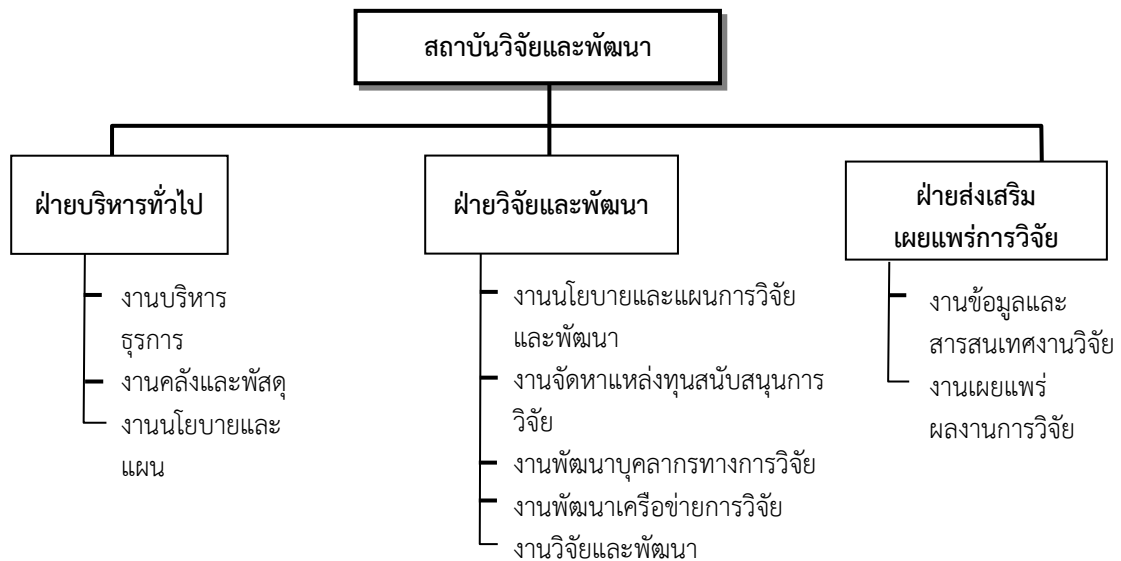 สถาบันวิจัยและพัฒนา
ฝ่ายบริหารทั่วไป
งานบริหาร
ธุรการ
งานคลังและพัสดุ
งานนโยบายและ
แผน
ฝ่ายวิจัยและพัฒนา
งานนโยบายและแผนการวิจัย
และพัฒนา
งานจัดหาแหล่งทุนสนับสนุนการ
วิจัย
งานพัฒนาบุคลากรทางการวิจัย
งานพัฒนาเครือข่ายการวิจัย
งานวิจัยและพัฒนา
ฝ่ายส่งเสริม
เผยแพร่การวิจัย
งานข้อมูลและ
สารสนเทศงานวิจัย
งานเผยแพร่
ผลงานการวิจัย